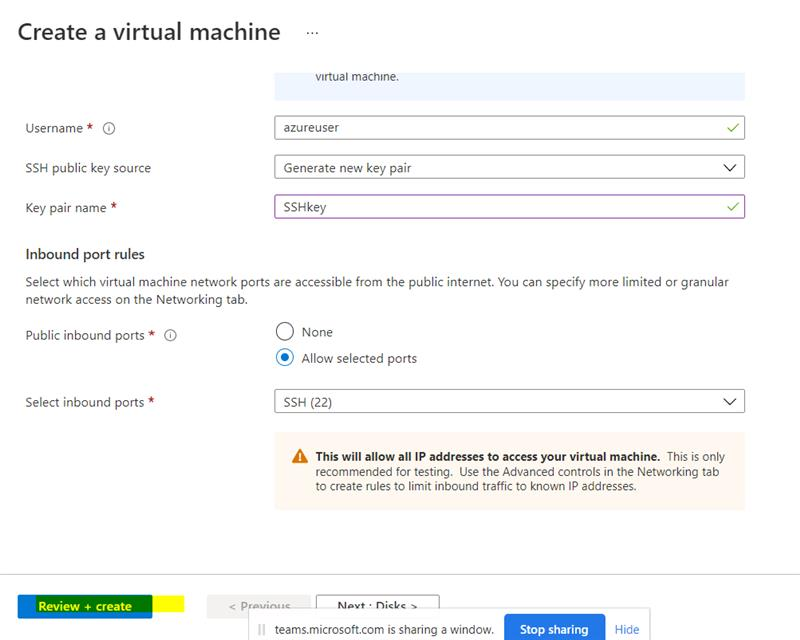 Create a virtual machine ...
virtual machine.
Username *
azureuser
SSH public key source
Generate new key pair
Key pair name *
SSHkey
Inbound port rules
Select which virtual machine network ports are accessible from the public internet. You can specify more limited or granular
network access on the Networking tab.
Public inbound ports *
None
Allow selected ports
Select inbound ports *
SSH (22)
This will allow all IP addresses to access your virtual machine. This is only
recommended for testing. Use the Advanced controls in the Networking tab
to create rules to limit inbound traffic to known IP addresses.
Review + create
< Previous
Next : Disks >
teams.microsoft.com is sharing a window.
Stop sharing
Hide